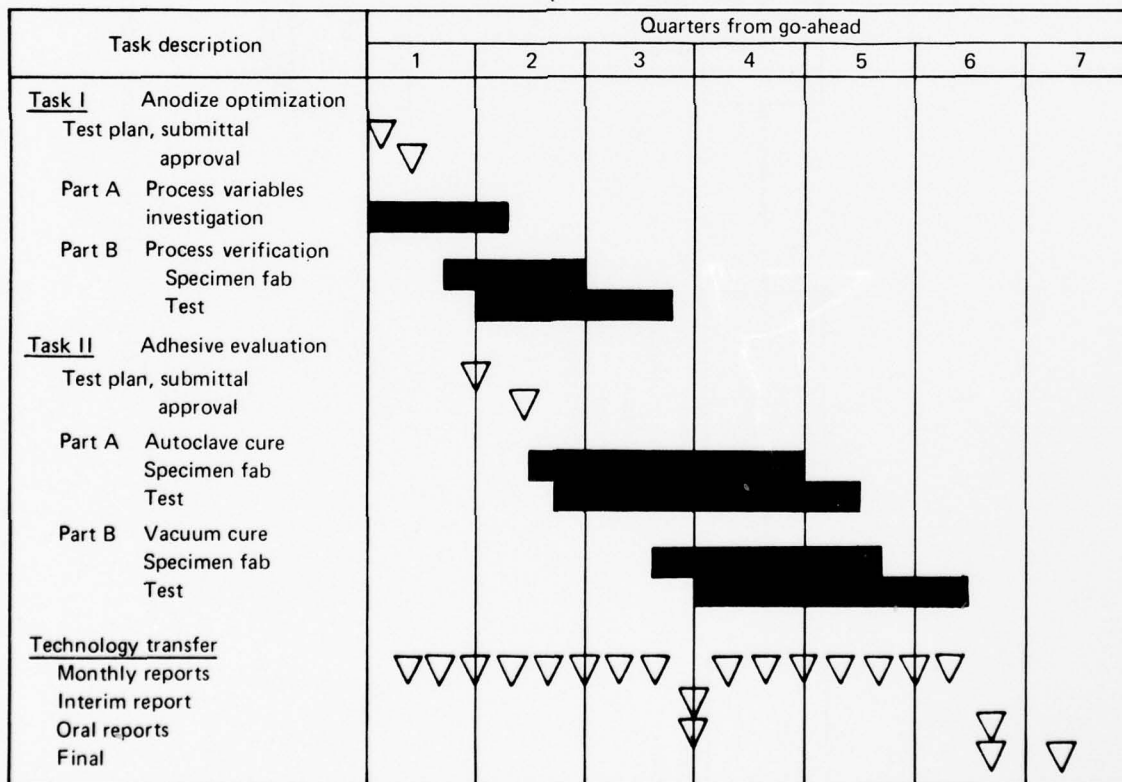 Task description
Quarters from go-ahead
1 2 3 4 5 6 7
Task I Anodize optimization
Test plan, submittal
approval
Part A Process variables
investigation
Part B Process verification
Specimen fab
Test
Task II Adhesive evaluation
Test plan, submittal
approval
Part A Autoclave cure
Specimen fab
Test
Part B Vacuum cure
Specimen fab
Test
Technology transfer
Monthly reports
Interim report
Oral reports
Final